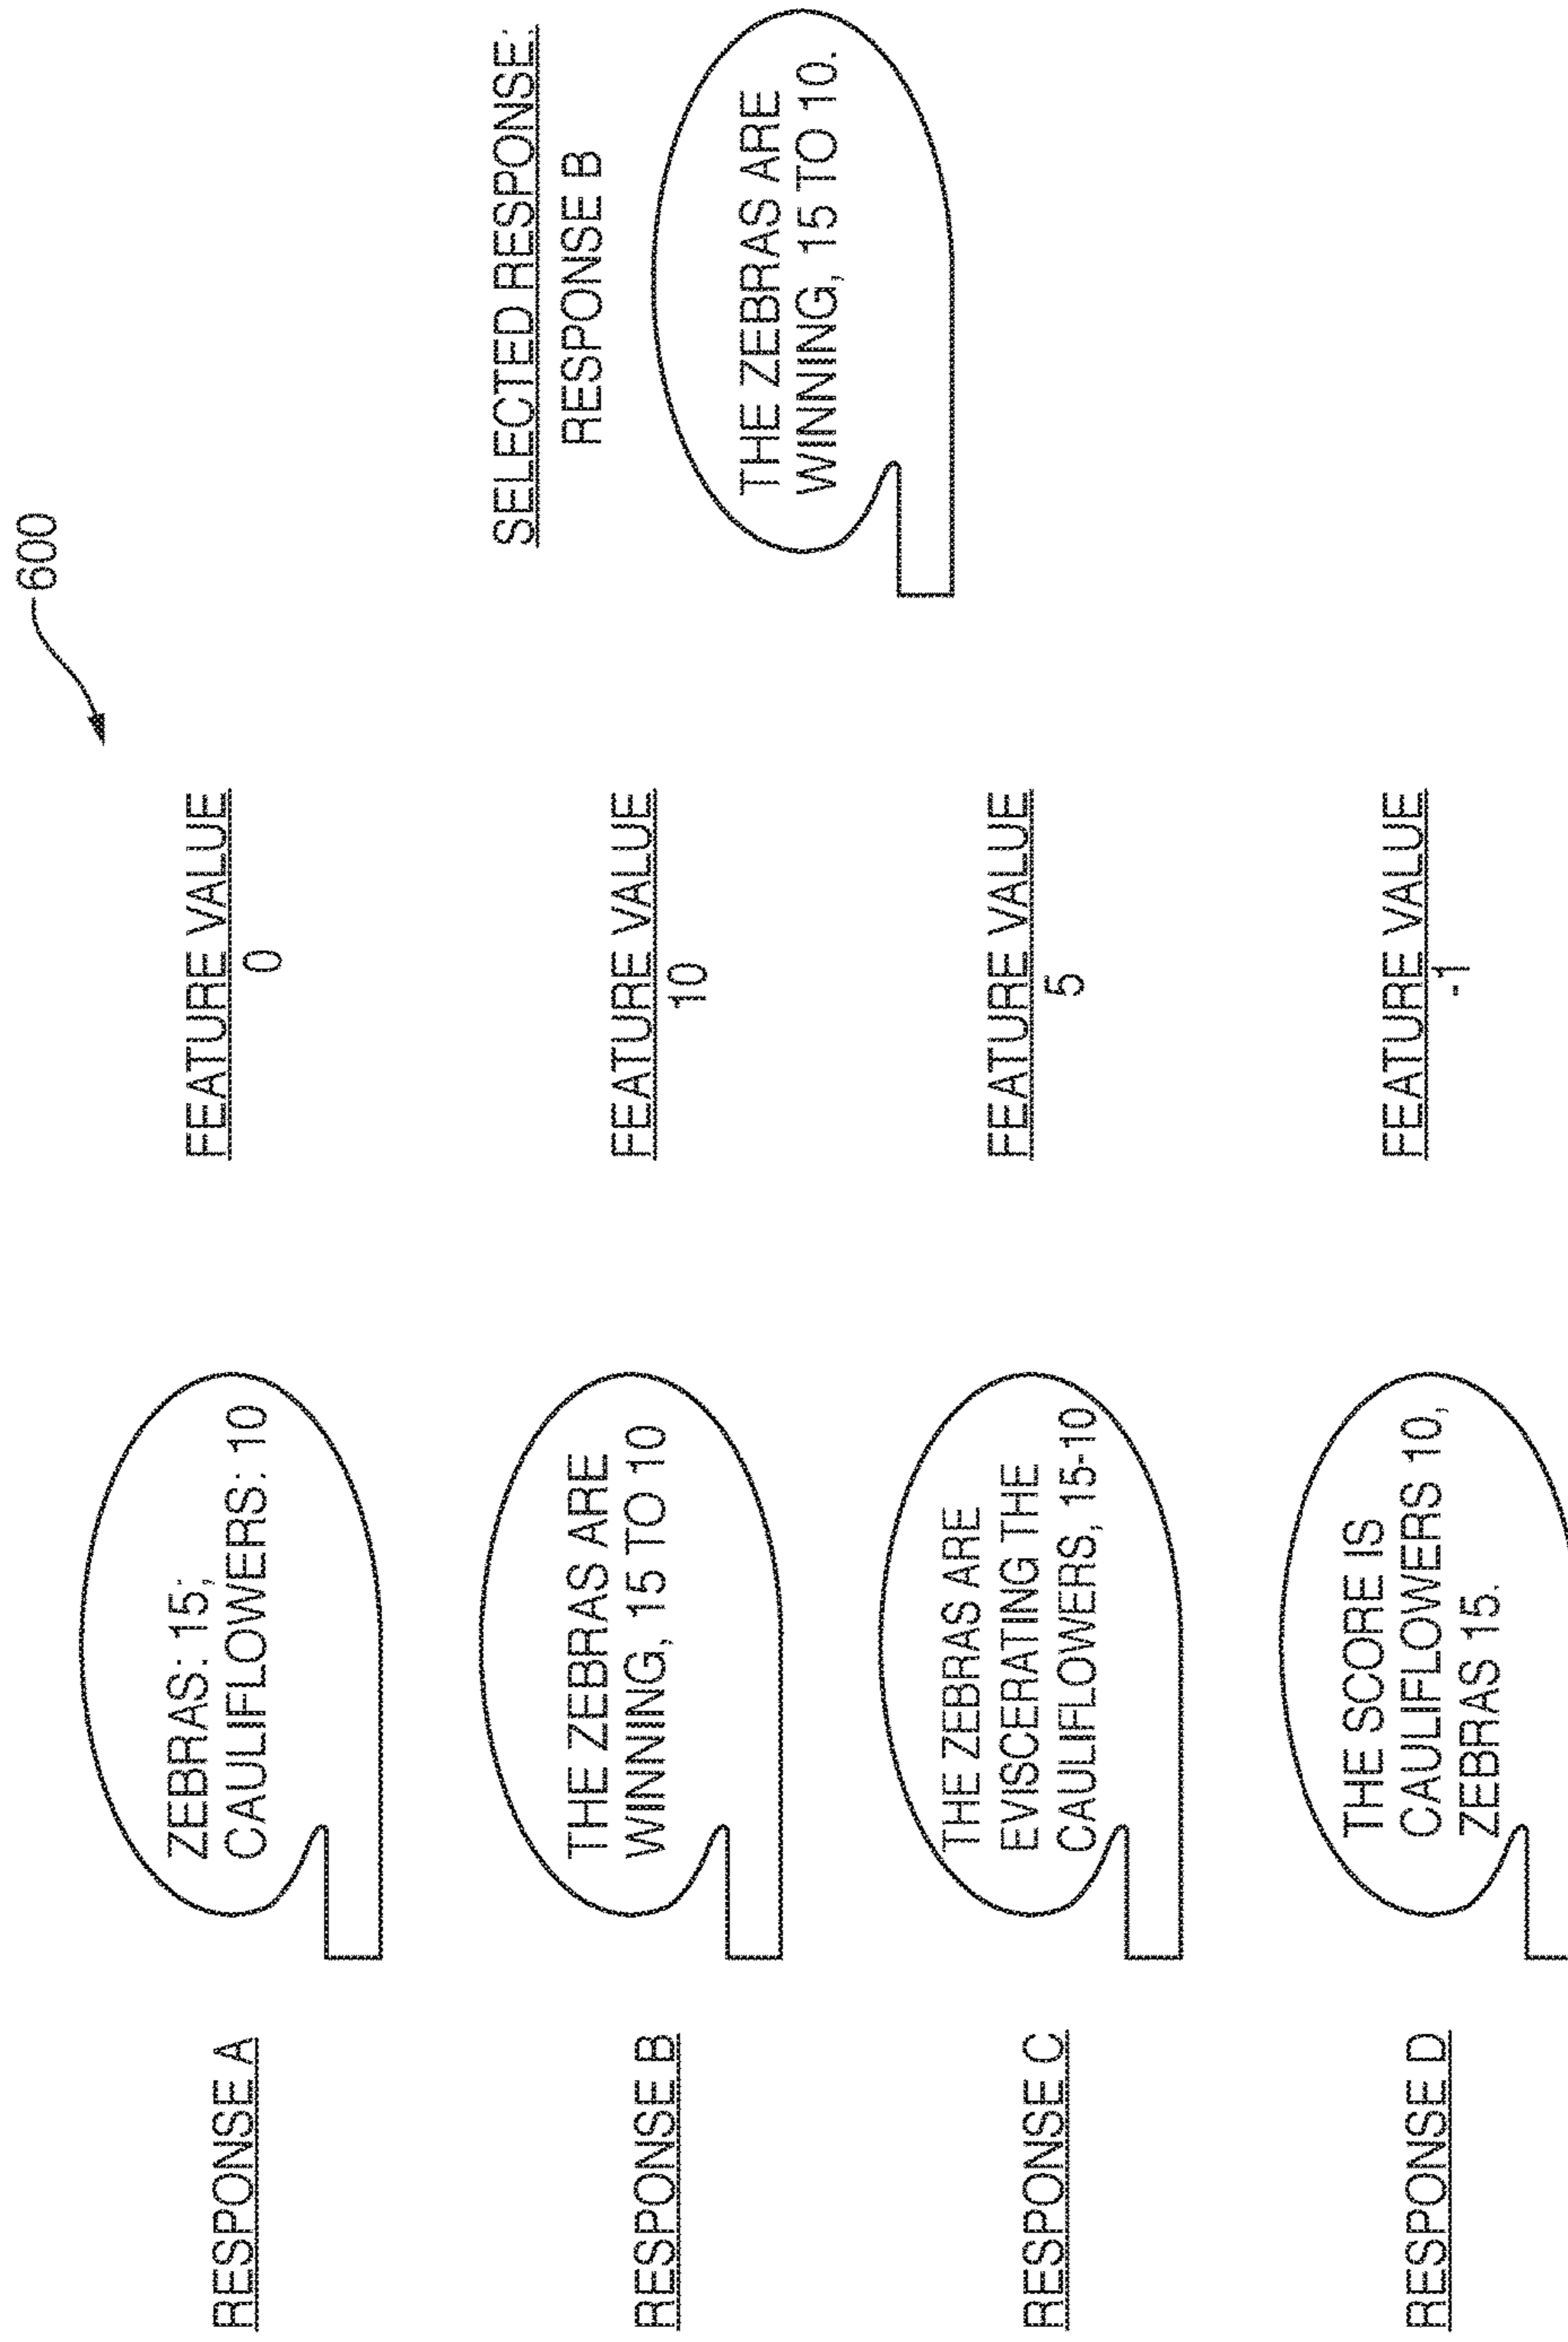 600
RESPONSE A
ZEBRAS: 15;
CAULIFLOWERS: 10
FEATURE VALUE
0
RESPONSE B
THE ZEBRAS ARE
WINNING, 15 TO 10
FEATURE VALUE
10
RESPONSE C
THE ZEBRAS ARE
EVISCERATING THE
CAULIFLOWERS, 15-10
FEATURE VALUE
5
RESPONSE D
THE SCORE IS
CAULIFLOWERS 10,
ZEBRAS 15.
FEATURE VALUE
-1
SELECTED RESPONSE:
RESPONSE B
THE ZEBRAS ARE
WINNING, 15 TO 10.